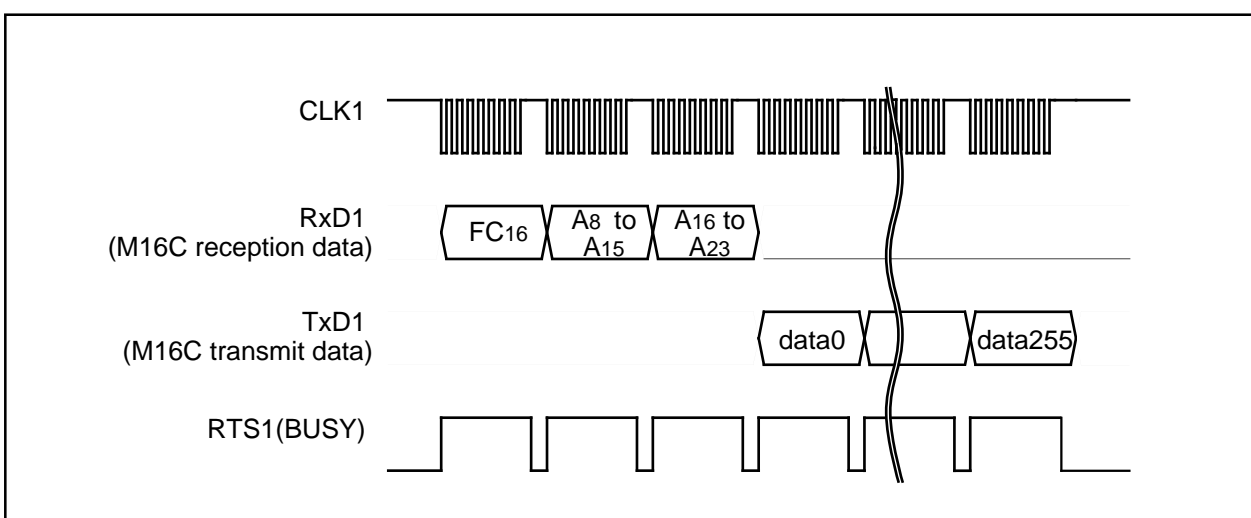 CLK1
RxD1
(M16C reception data)
FC16
A8 to
A15
A16 to
A23
TxD1
(M16C transmit data)
data0
data255
RTS1(BUSY)